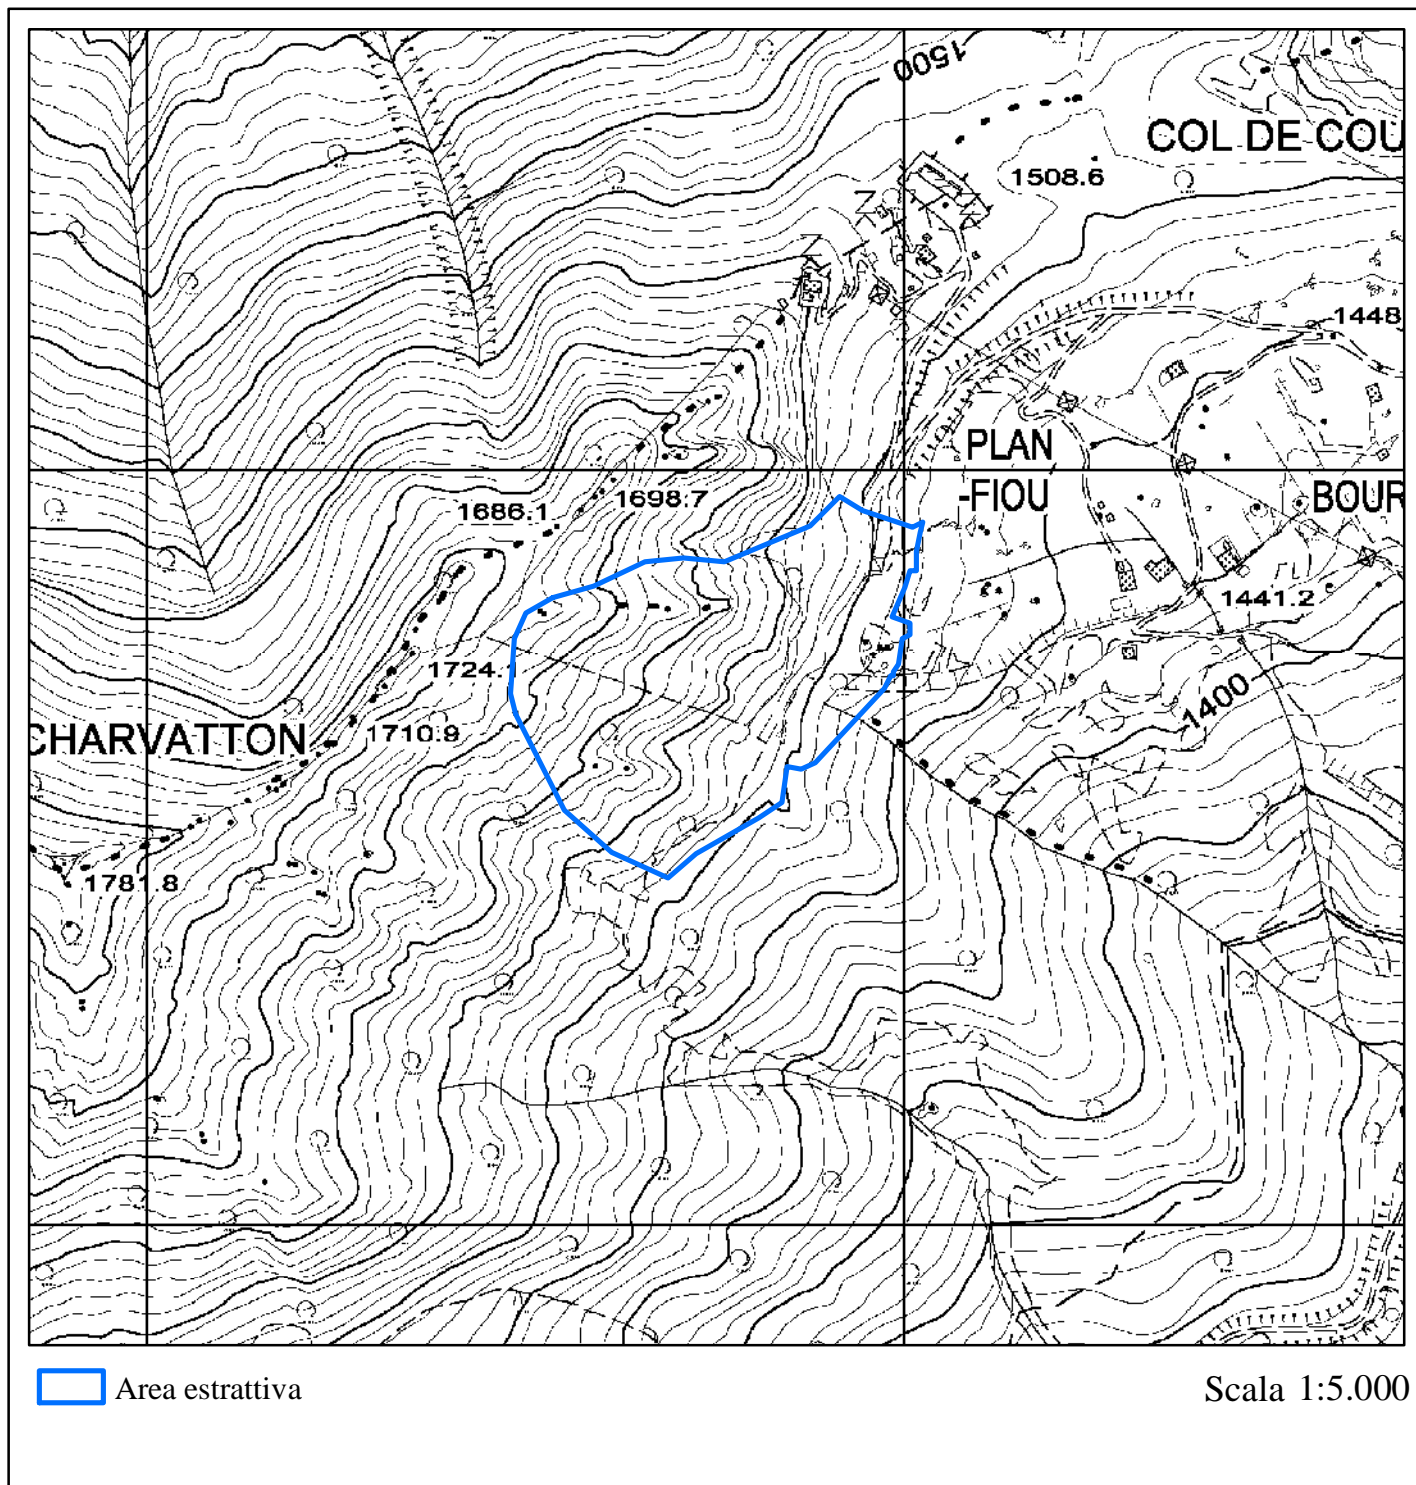 1500
COL DE COU
1508.6
1448
PLAN
-FIOU
BOUR
1698.7
1686.1
1441.2
1724.
1400
CHARVATTON
1710.9
1781.8
Area estrattiva
Scala 1:5.000